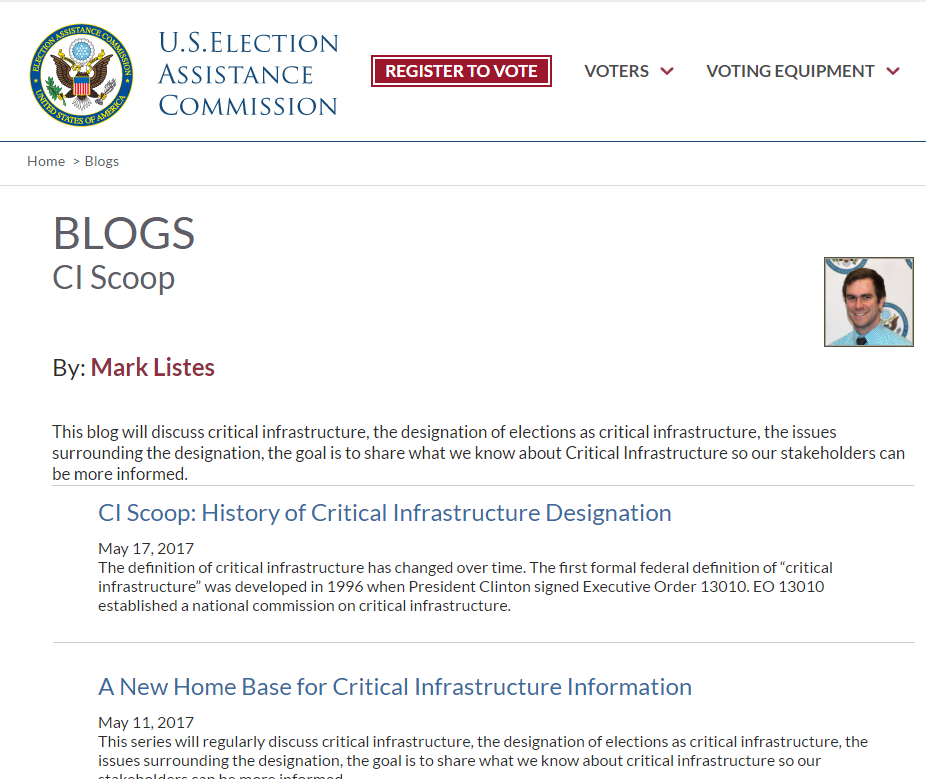 U.S. ELECTION
ASSISTANCE
COMMISSION
ELECTION ASSISTANCE COMMISSION
UNITED STATES OF AMERICA
REGISTER TO VOTE
VOTERS
VOTING EQUIPMENT
Home > Blogs
BLOGS
CI Scoop
By: Mark Listes
This blog will discuss critical infrastructure, the designation of elections as critical infrastructure, the issues
surrounding the designation, the goal is to share what we know about Critical Infrastructure so our stakeholders can
be more informed.
CI Scoop: History of Critical Infrastructure Designation
May 17, 2017
The definition of critical infrastructure has changed over time. The first formal federal definition of “critical
infrastructure” was developed in 1996 when President Clinton signed Executive Order 13010. EO 13010
established a national commission on critical infrastructure.
A New Home Base for Critical Infrastructure Information
May 11, 2017
This series will regularly discuss critical infrastructure, the designation of elections as critical infrastructure, the
issues surrounding the designation, the goal is to share what we know about critical infrastructure so our
stakeholders can be more informed.